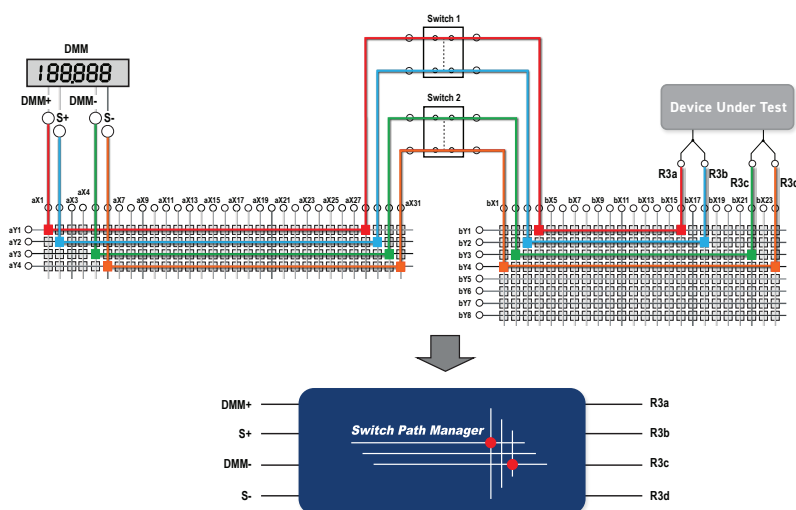 Switch 1
DMM
188.888
DMM+
S+
DMM-
S-
Switch 2
Device Under Test
R3a
R3b
R3c
R3d
aX1
aX3
aX4
aX7
aX9
aX11
aX13
aX15
aX17
aX19
aX21
aX23
aX25
aX27
aX31
bX1
bX5
bX7
bX9
bX11
bX13
bX15
bX17
bX19
bX21
bX23
aY1
aY2
aY3
aY4
bY1
bY2
bY3
bY4
bY5
bY6
bY7
bY8
DMM+
S+
DMM-
S-
Switch Path Manager
R3a
R3b
R3c
R3d